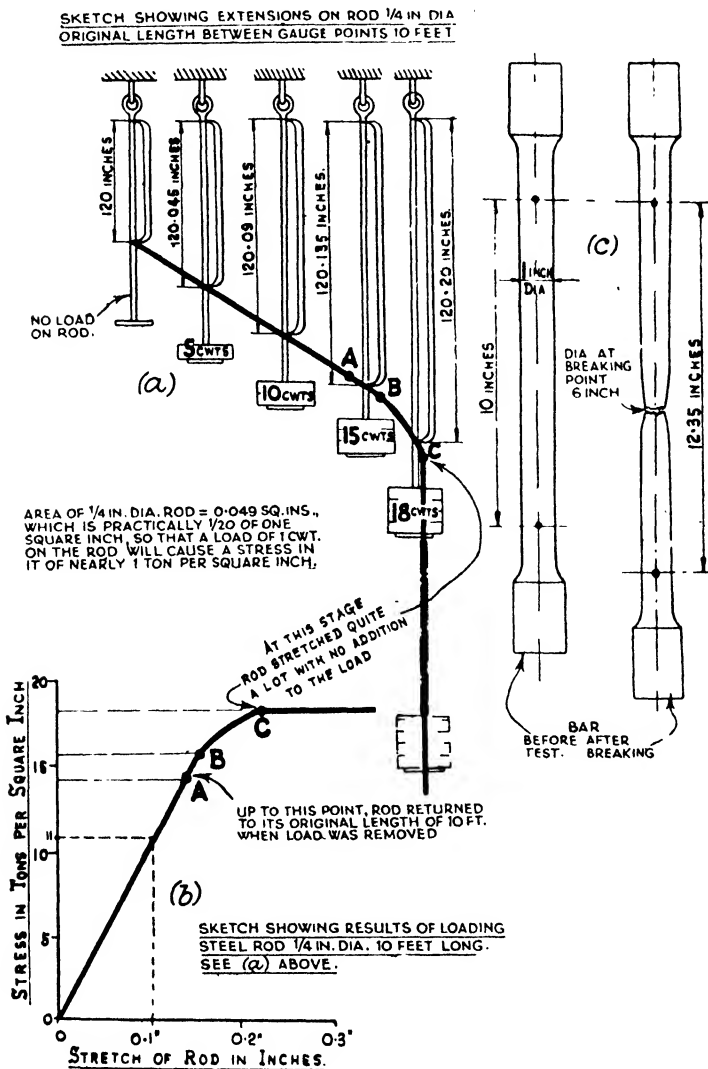 SKETCH SHOWING EXTENSIONS ON ROD 1/4 IN DIA
ORIGINAL LENGTH BETWEEN GAUGE POINTS 10 FEET
120 INCHES
120·045 INCHES
120·09 INCHES
120·135 INCHES.
120·20 INCHES.
NO LOAD
ON ROD.
(a)
5 CWTS
10 CWTS
15 CWTS
18 CWTS
A
B
C
(c)
10 INCHES
1 INCH
DIA
DIA AT
BREAKING
POINT
6 INCH
12·35 INCHES
BAR
BEFORE AFTER
TEST. BREAKING
AREA OF 1/4 IN. DIA. ROD = 0·049 SQ. INS.,
WHICH IS PRACTICALLY 1/20 OF ONE
SQUARE INCH, SO THAT A LOAD OF 1 CWT.
ON THE ROD WILL CAUSE A STRESS IN
IT OF NEARLY 1 TON PER SQUARE INCH.
AT THIS STAGE
ROD STRETCHED QUITE
A LOT WITH NO ADDITION
TO THE LOAD
STRESS IN TONS PER SQUARE INCH
20
15
11
10
5
0
C
B
A
UP TO THIS POINT, ROD RETURNED
TO ITS ORIGINAL LENGTH OF 10 FT.
WHEN LOAD WAS REMOVED
(b)
SKETCH SHOWING RESULTS OF LOADING
STEEL ROD 1/4 IN. DIA. 10 FEET LONG.
SEE (a) ABOVE.
0 0·1" 0·2" 0·3"
STRETCH OF ROD IN INCHES.